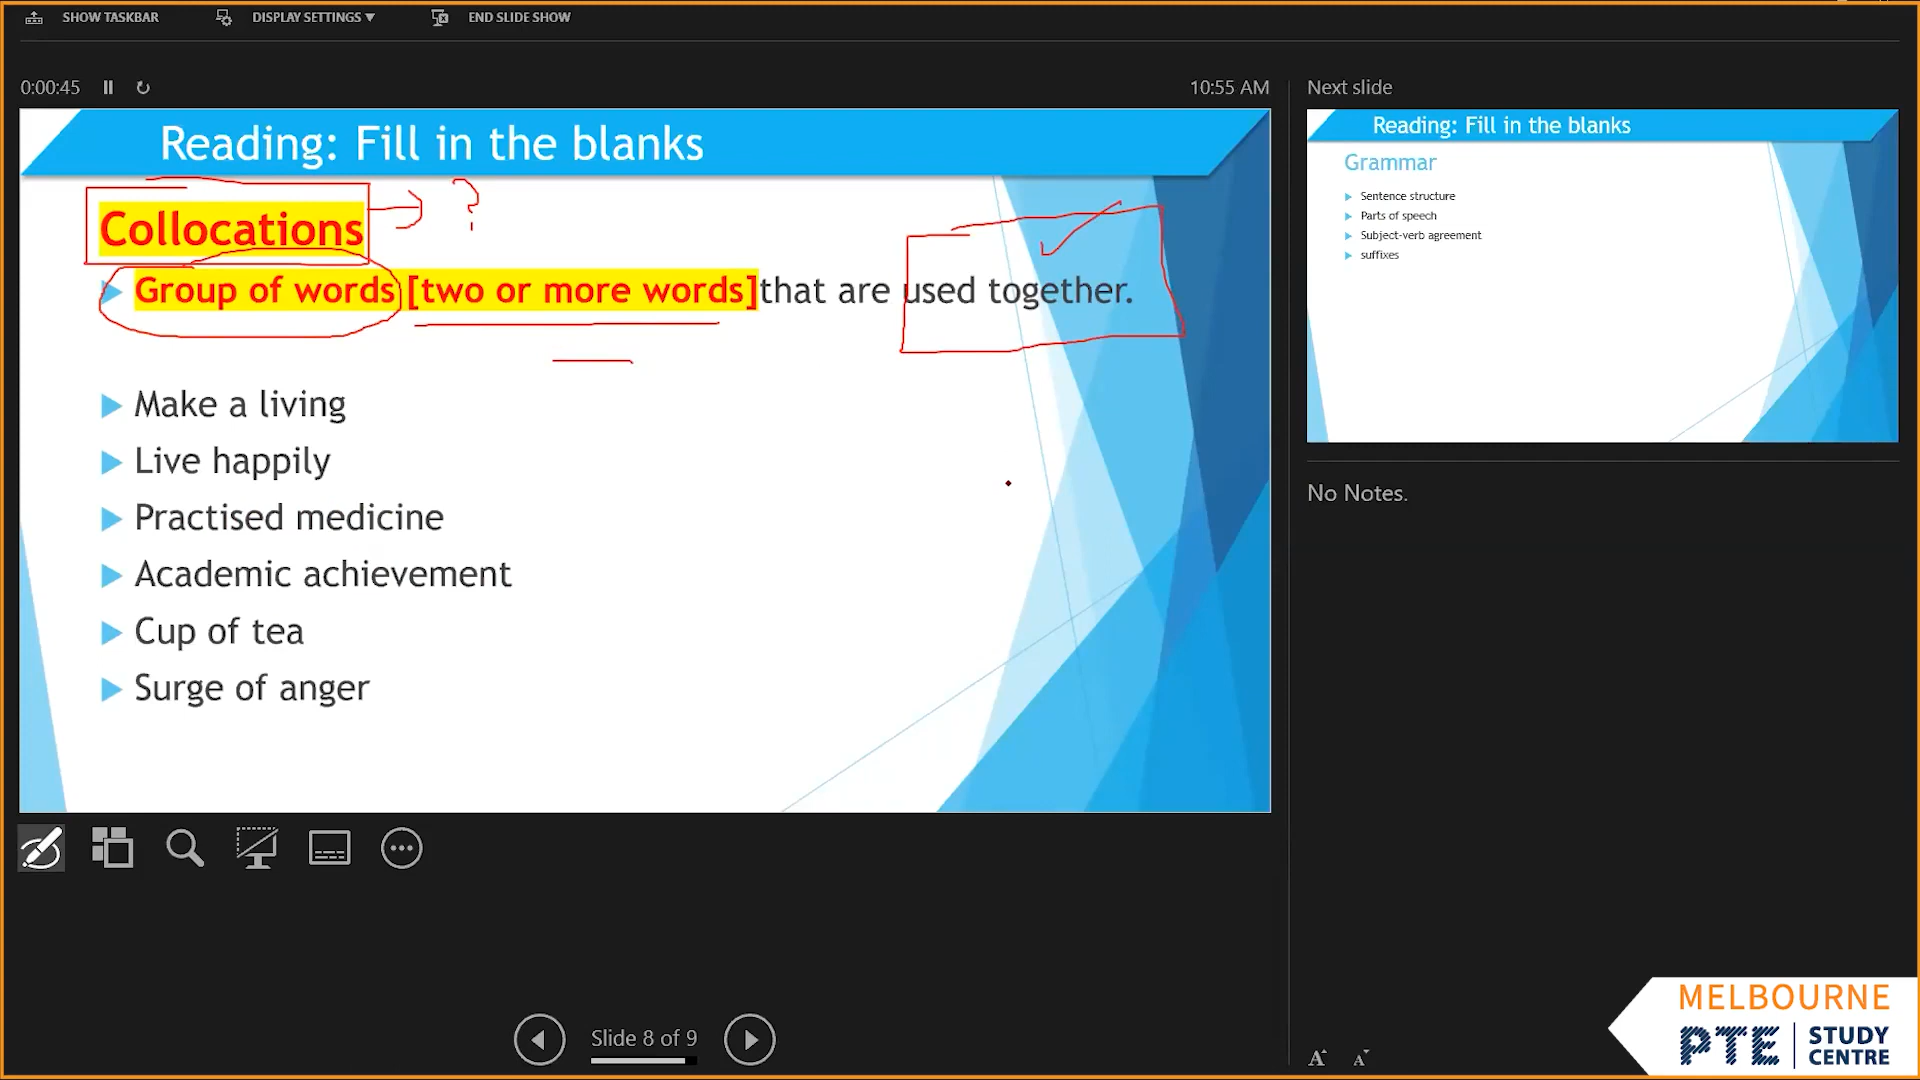 SHOW TASKBAR
DISPLAY SETTINGS ▼
END SLIDE SHOW
0:00:45
10:55 AM
Reading: Fill in the blanks
Collocations
?
Group of words [two or more words] that are used together.
Make a living
Live happily
Practised medicine
Academic achievement
Cup of tea
Surge of anger
Slide 8 of 9
Next slide
Reading: Fill in the blanks
Grammar
Sentence structure
Parts of speech
Subject-verb agreement
suffixes
No Notes.
A A
MELBOURNE
PTE STUDY
CENTRE